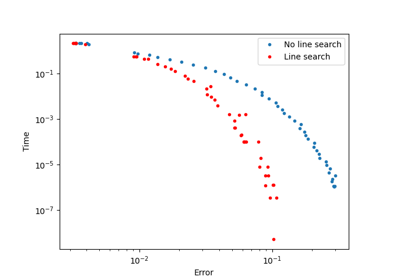 No line search
Line search
10⁻¹
10⁻³
10⁻⁵
10⁻⁷
Time
10⁻² 10⁻¹
Error